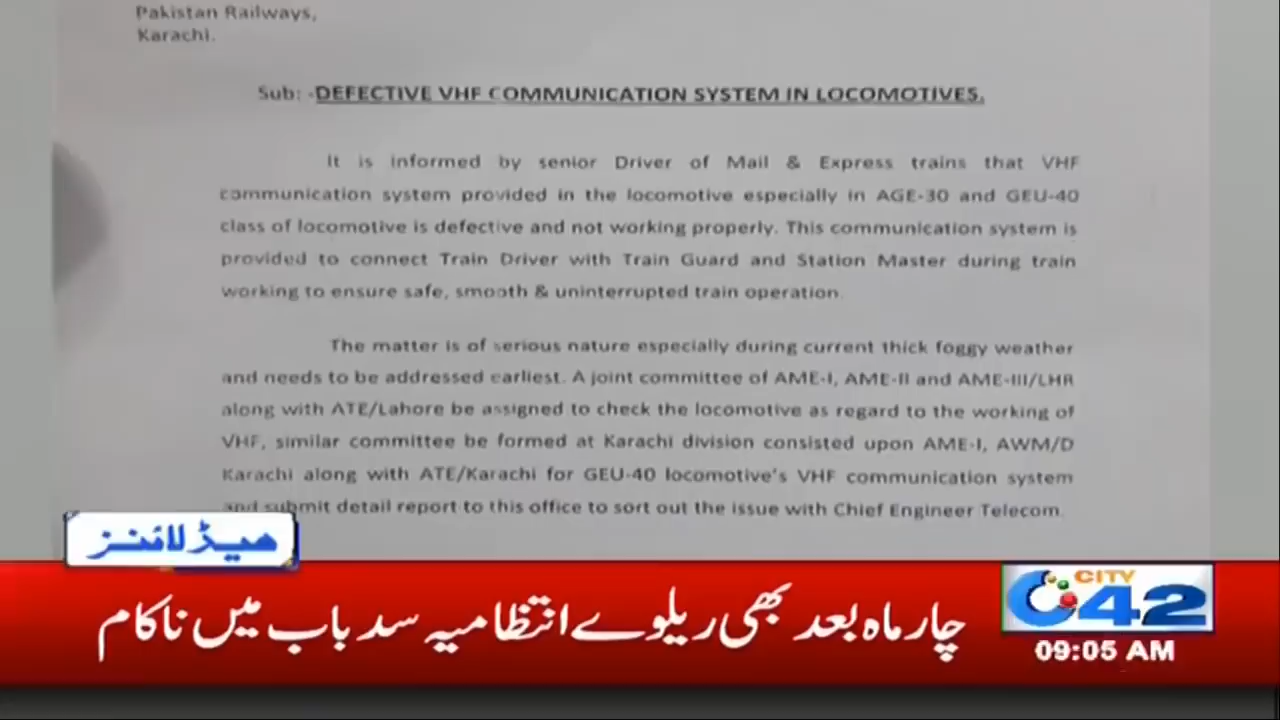 Pakistan Railways,
Karachi.
Sub: -DEFECTIVE VHF COMMUNICATION SYSTEM IN LOCOMOTIVES.
It is informed by senior Driver of Mail & Express trains that VHF
communication system provided in the locomotive especially in AGE-30 and GEU-40
class of locomotive is defective and not working properly. This communication system is
provided to connect Train Driver with Train Guard and Station Master during train
working to ensure safe, smooth & uninterrupted train operation.
The matter is of serious nature especially during current thick foggy weather
and needs to be addressed earliest. A joint committee of AME-I, AME-II and AME-III/LHR
along with ATE/Lahore be assigned to check the locomotive as regard to the working of
VHF, similar committee be formed at Karachi division consisted upon AME-I, AWM/D
Karachi along with ATE/Karachi for GEU-40 locomotive's VHF communication system
and submit detail report to this office to sort out the issue with Chief Engineer Telecom.
ہیڈلائنز
چار ماہ بعد بھی ریلوے انتظامیہ سدباب میں ناکام
CITY
42
09:05 AM